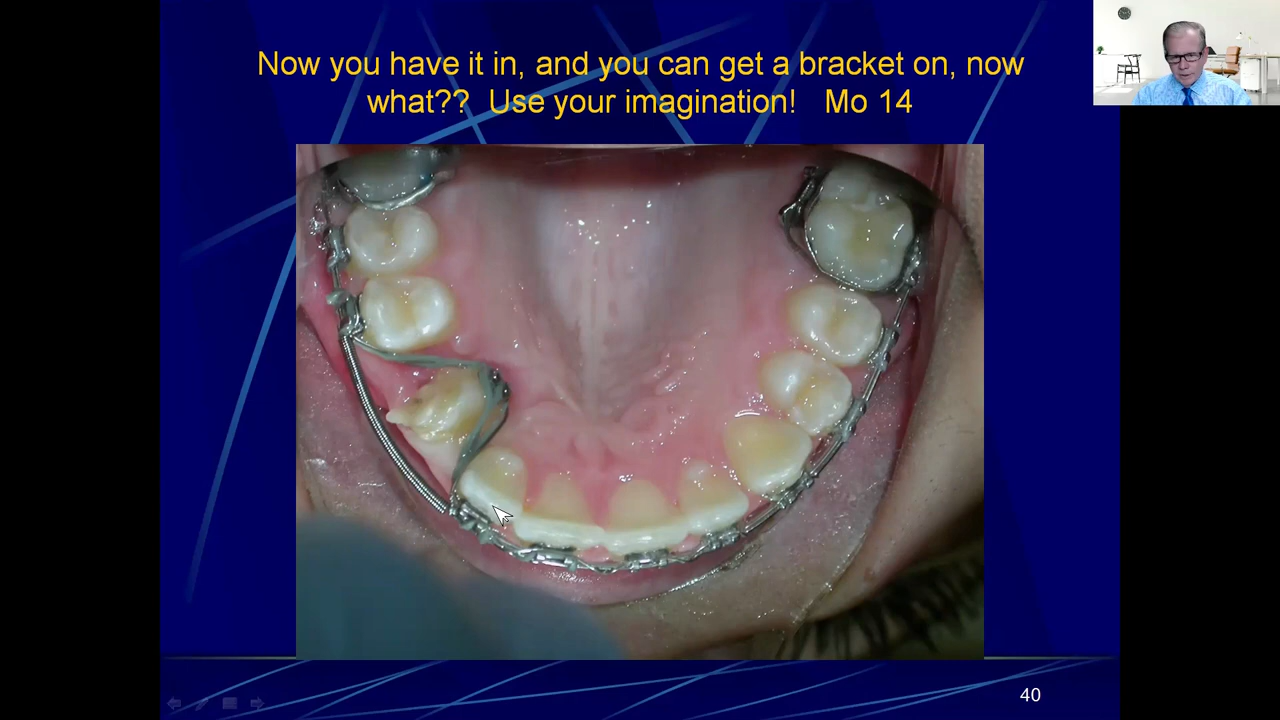 Now you have it in, and you can get a bracket on, now
what?? Use your imagination! Mo 14
40